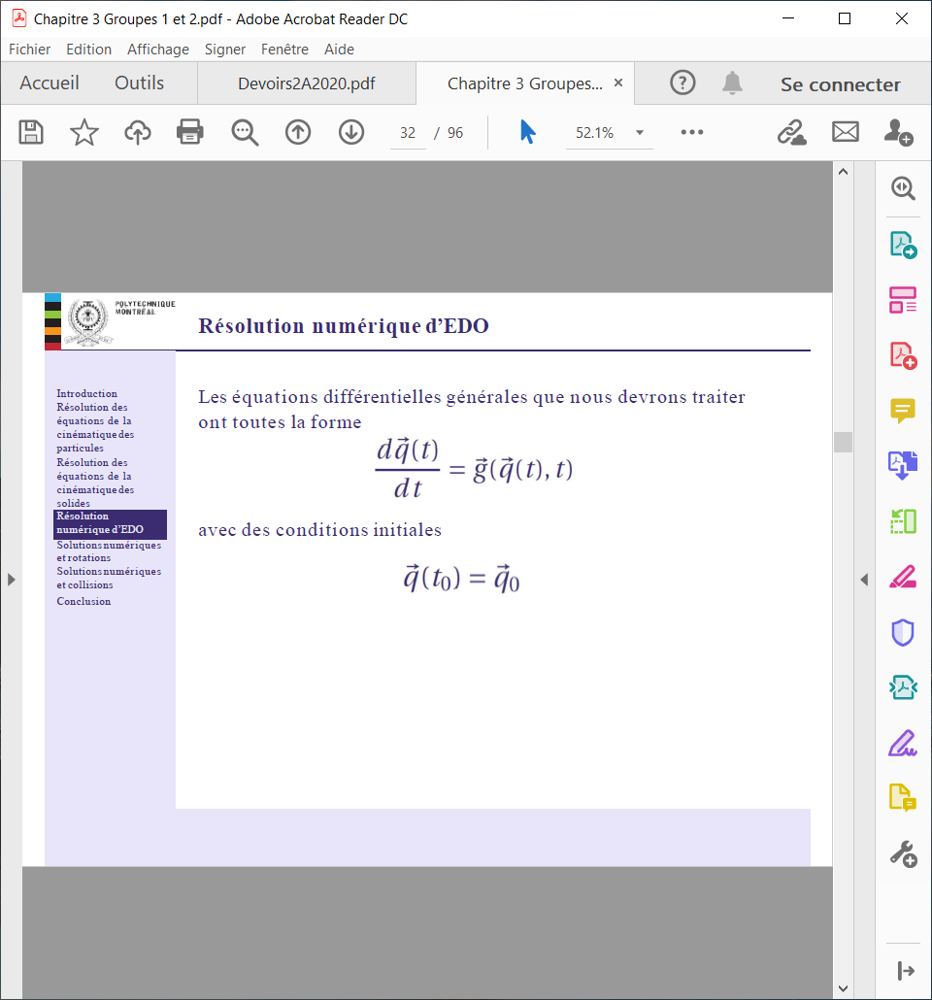 Chapitre 3 Groupes 1 et 2.pdf - Adobe Acrobat Reader DC
Fichier Edition Affichage Signer Fenêtre Aide
Accueil Outils Devoirs2A2020.pdf Chapitre 3 Groupes... × ? Se connecter
32 / 96 52.1%
POLYTECHNIQUE
MONTRÉAL
Résolution numérique d'EDO
Introduction
Résolution des
équations de la
cinématique des
particules
Résolution des
équations de la
cinématique des
solides
Résolution
numérique d'EDO
Solutions numériques
et rotations
Solutions numériques
et collisions
Conclusion
Les équations différentielles générales que nous devrons traiter
ont toutes la forme
d\vec{q}(t)/dt = \vec{g}(\vec{q}(t), t)
avec des conditions initiales
\vec{q}(t₀) = \vec{q}₀